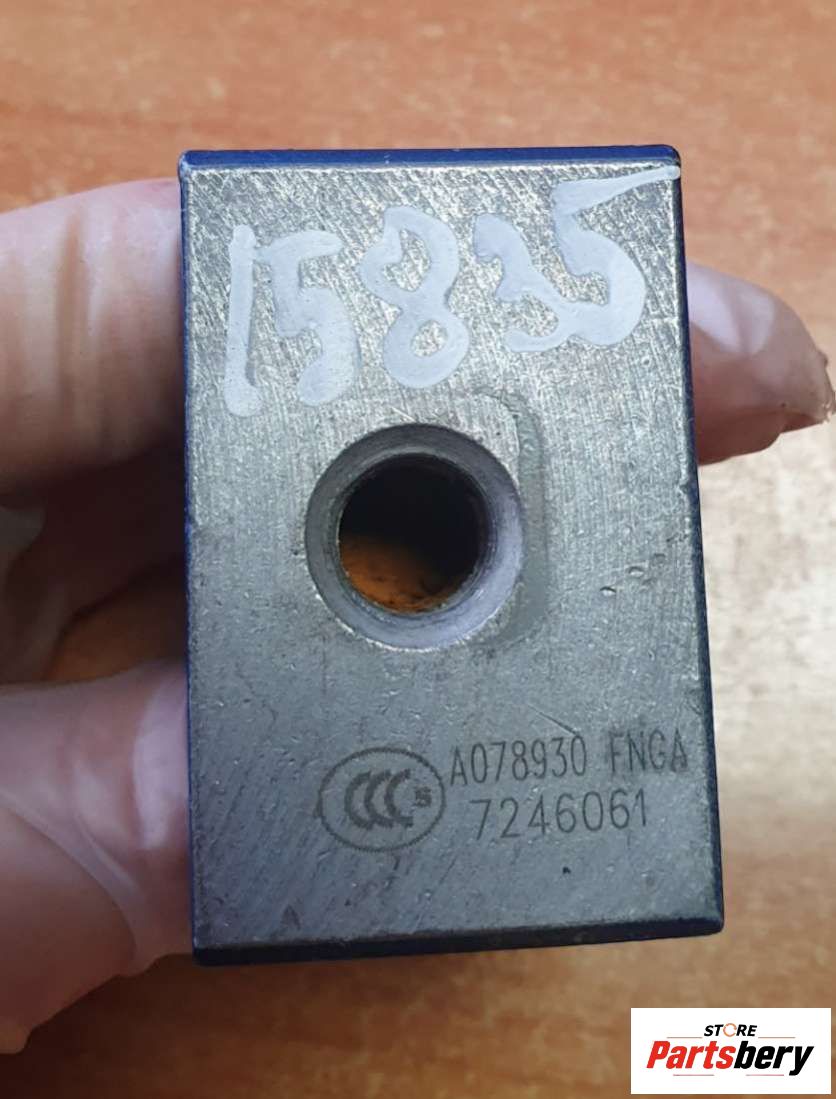 15835
CCC S
A078930 FNGA
7246061
STORE
Partsbery